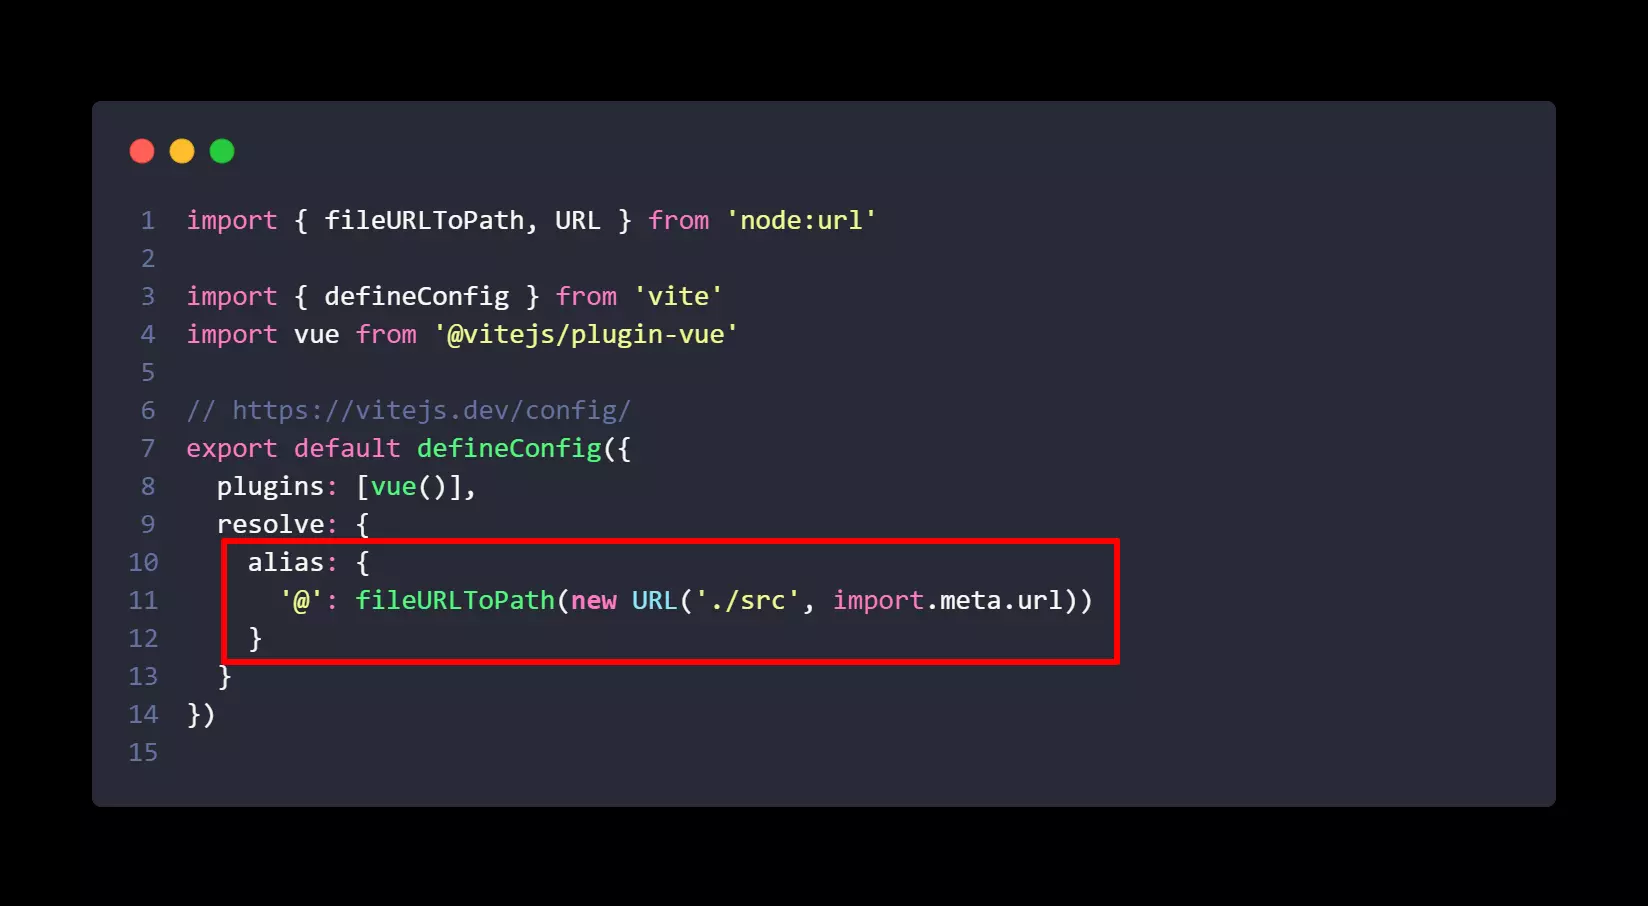 1 import { fileURLToPath, URL } from 'node:url'
2
3 import { defineConfig } from 'vite'
4 import vue from '@vitejs/plugin-vue'
5
6 // https://vitejs.dev/config/
7 export default defineConfig({
8   plugins: [vue()],
9   resolve: {
10     alias: {
11       '@': fileURLToPath(new URL('./src', import.meta.url))
12     }
13   }
14 })
15